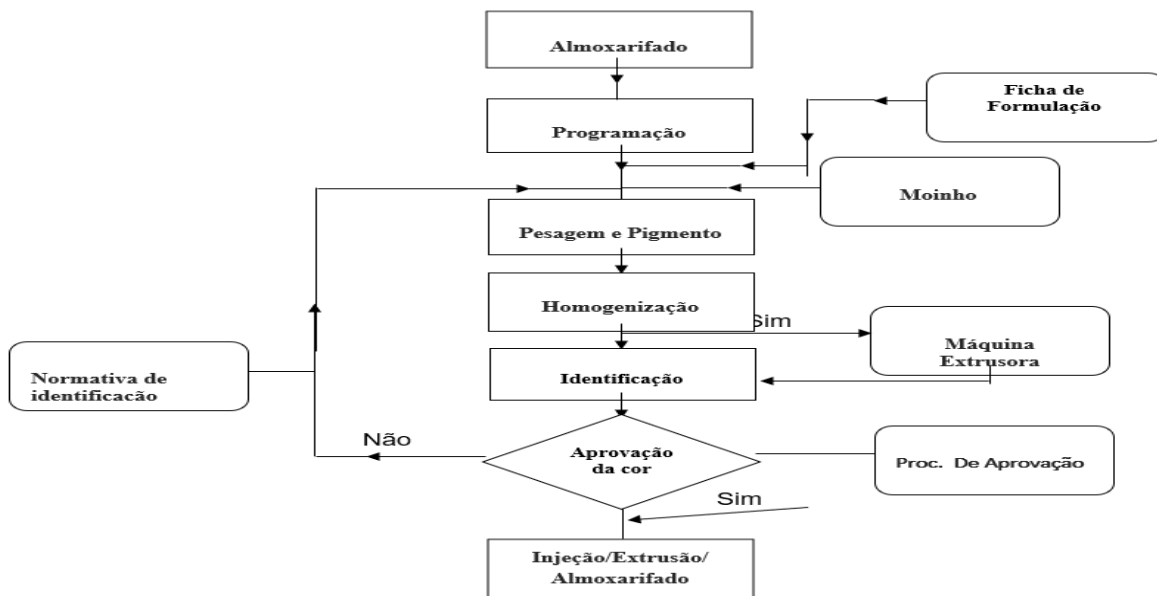 Almoxarifado
Ficha de
Formulação
Programação
Moinho
Pesagem e Pigmento
Homogenização
Sim
Máquina
Extrusora
Normativa de
identificacão
Identificação
Não
Aprovação
da cor
Proc. De Aprovação
Sim
Injeção/Extrusão/
Almoxarifado